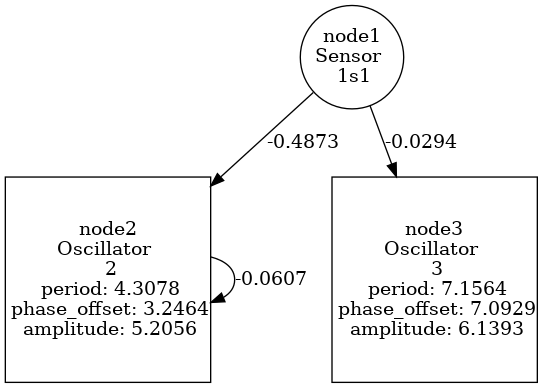 node1
Sensor
1s1
-0.4873
-0.0294
node2
Oscillator
2
period: 4.3078
phase_offset: 3.2464
amplitude: 5.2056
-0.0607
node3
Oscillator
3
period: 7.1564
phase_offset: 7.0929
amplitude: 6.1393